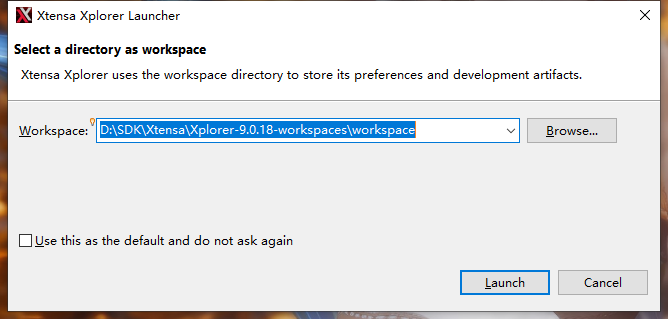 Xtensa Xplorer Launcher
Select a directory as workspace
Xtensa Xplorer uses the workspace directory to store its preferences and development artifacts.
Workspace: D:\SDK\Xtensa\Xplorer-9.0.18-workspaces\workspace Browse...
Use this as the default and do not ask again
Launch Cancel